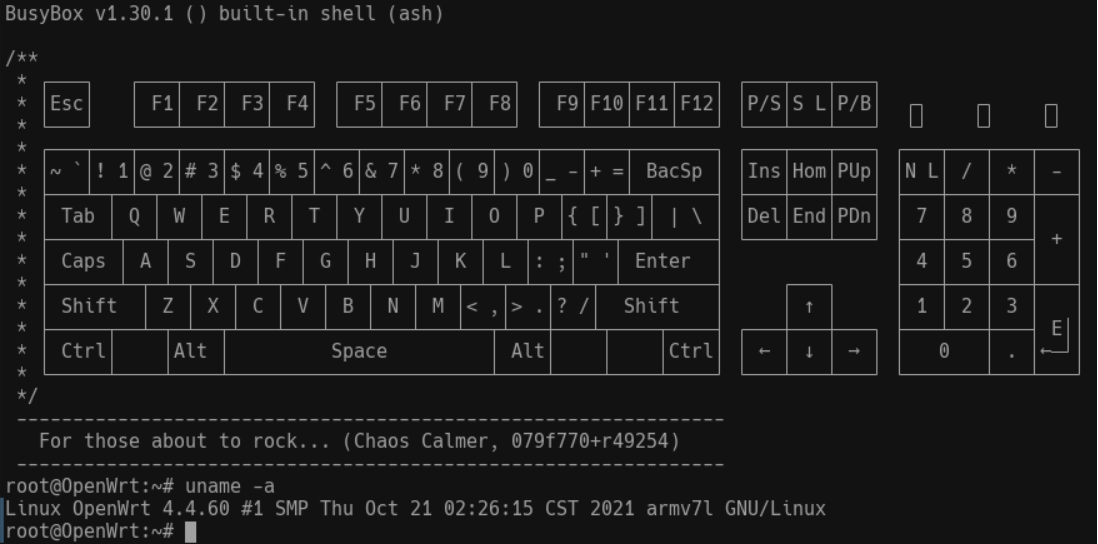 BusyBox v1.30.1 () built-in shell (ash)
/**
*
* Esc F1 F2 F3 F4 F5 F6 F7 F8 F9 F10 F11 F12 P/S S L P/B
*
*
* ~ ` ! 1 @ 2 # 3 $ 4 % 5 ^ 6 & 7 * 8 ( 9 ) 0 _ - + = BacSp Ins Hom PUp N L / * -
*
* Tab Q W E R T Y U I O P { [ } ] | \ Del End PDn 7 8 9
* +
* Caps A S D F G H J K L : ; " ' Enter 4 5 6
*
* Shift Z X C V B N M < , > . ? / Shift ↑ 1 2 3
* E
* Ctrl Alt Space Alt Ctrl ← ↓ → 0 . ←
*
*/
---------------------------------------------------------------
For those about to rock... (Chaos Calmer, 079f770+r49254)
---------------------------------------------------------------
root@OpenWrt:~# uname -a
Linux OpenWrt 4.4.60 #1 SMP Thu Oct 21 02:26:15 CST 2021 armv7l GNU/Linux
root@OpenWrt:~#